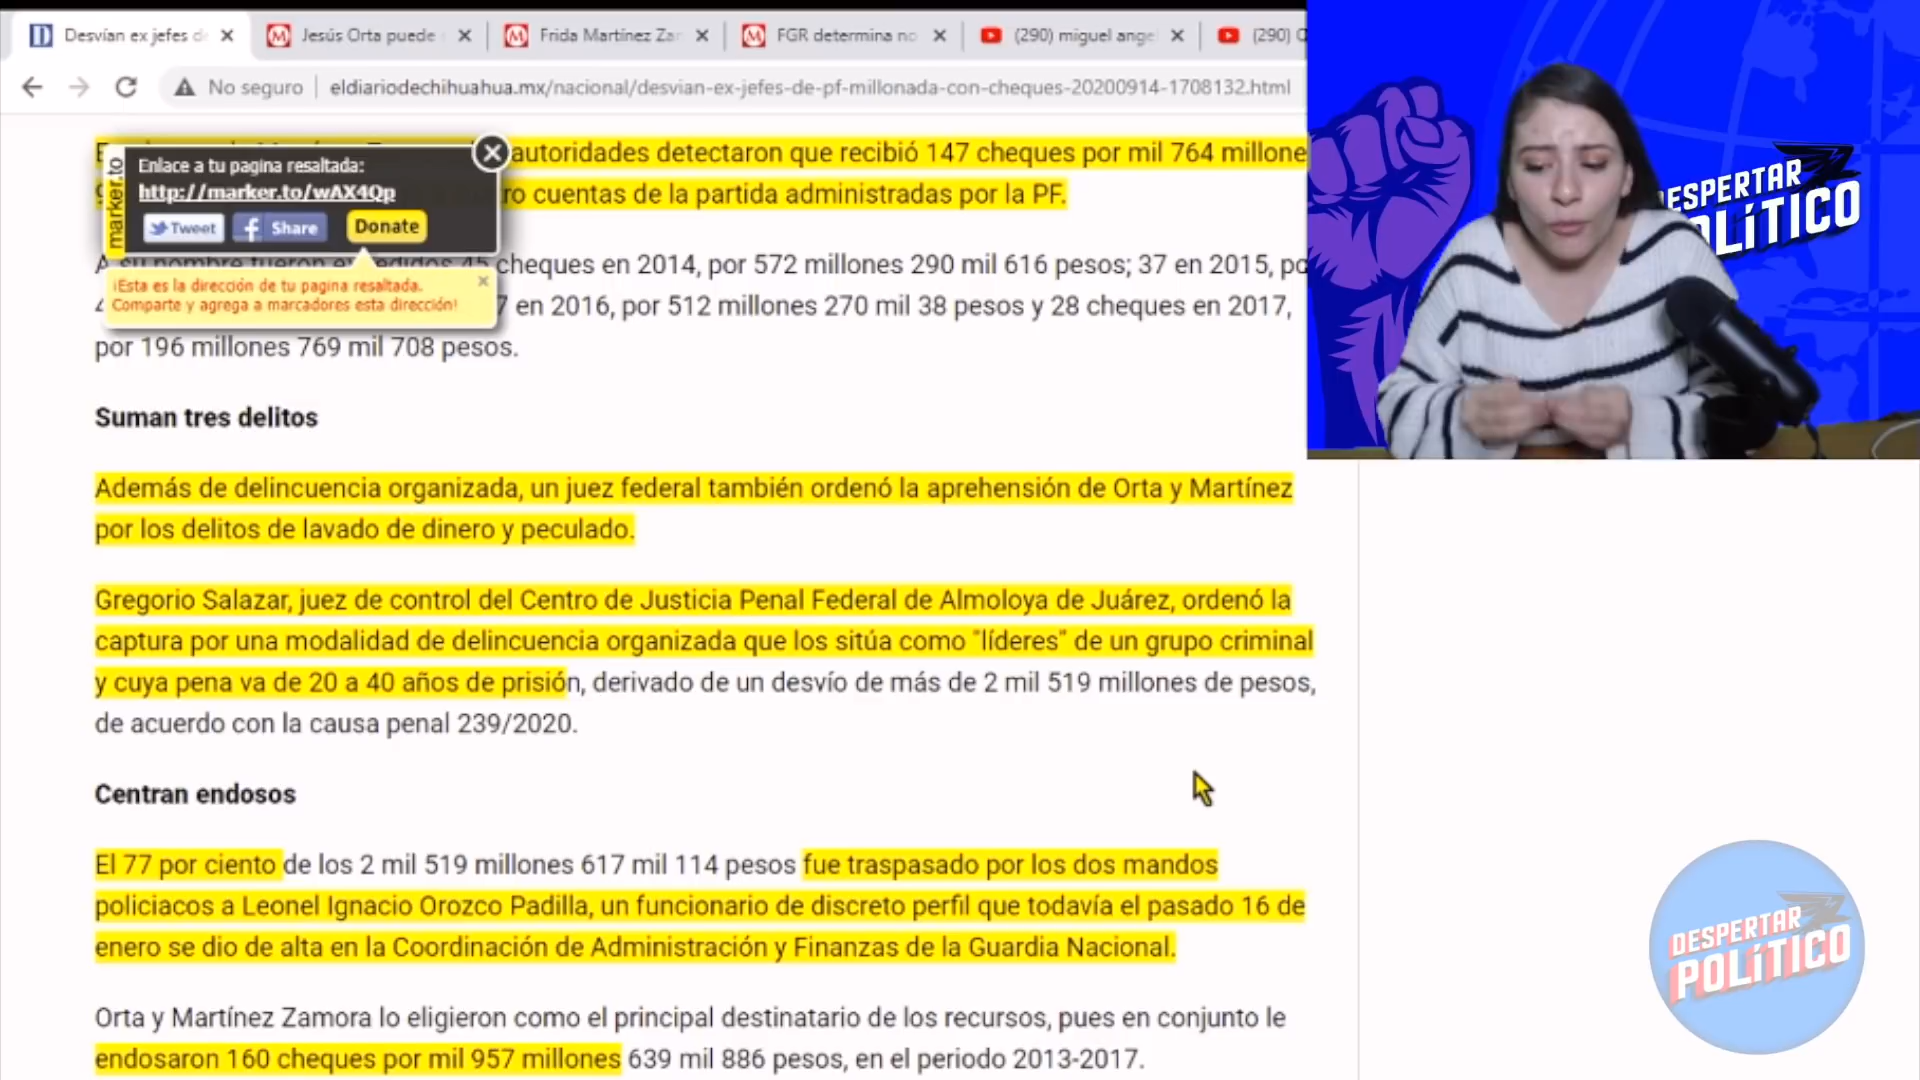 Desvían ex jefes d
Jesús Orta puede
Frida Martínez Za
FGR determina no
(290) miguel ange
(290)
No seguro
eldiariodechihuahua.mx/nacional/desvian-ex-jefes-de-pf-millonada-con-cheques-20200914-1708132.html
autoridades detectaron que recibió 147 cheques por mil 764 millone
cuentas de la partida administradas por la PF.
marker.to
Enlace a tu pagina resaltada:
http://marker.to/wAX4Qp
Tweet
Share
Donate
¡Esta es la dirección de tu pagina resaltada.
Comparte y agrega a marcadores esta dirección!
A su nombre fueron expedidos 45 cheques en 2014, por 572 millones 290 mil 616 pesos; 37 en 2015, po
7 en 2016, por 512 millones 270 mil 38 pesos y 28 cheques en 2017,
por 196 millones 769 mil 708 pesos.
Suman tres delitos
Además de delincuencia organizada, un juez federal también ordenó la aprehensión de Orta y Martínez
por los delitos de lavado de dinero y peculado.
Gregorio Salazar, juez de control del Centro de Justicia Penal Federal de Almoloya de Juárez, ordenó la
captura por una modalidad de delincuencia organizada que los sitúa como "líderes" de un grupo criminal
y cuya pena va de 20 a 40 años de prisión, derivado de un desvío de más de 2 mil 519 millones de pesos,
de acuerdo con la causa penal 239/2020.
Centran endosos
El 77 por ciento de los 2 mil 519 millones 617 mil 114 pesos fue traspasado por los dos mandos
policiacos a Leonel Ignacio Orozco Padilla, un funcionario de discreto perfil que todavía el pasado 16 de
enero se dio de alta en la Coordinación de Administración y Finanzas de la Guardia Nacional.
Orta y Martínez Zamora lo eligieron como el principal destinatario de los recursos, pues en conjunto le
endosaron 160 cheques por mil 957 millones 639 mil 886 pesos, en el periodo 2013-2017.
DESPERTAR
POLÍTICO
DESPERTAR
POLÍTICO